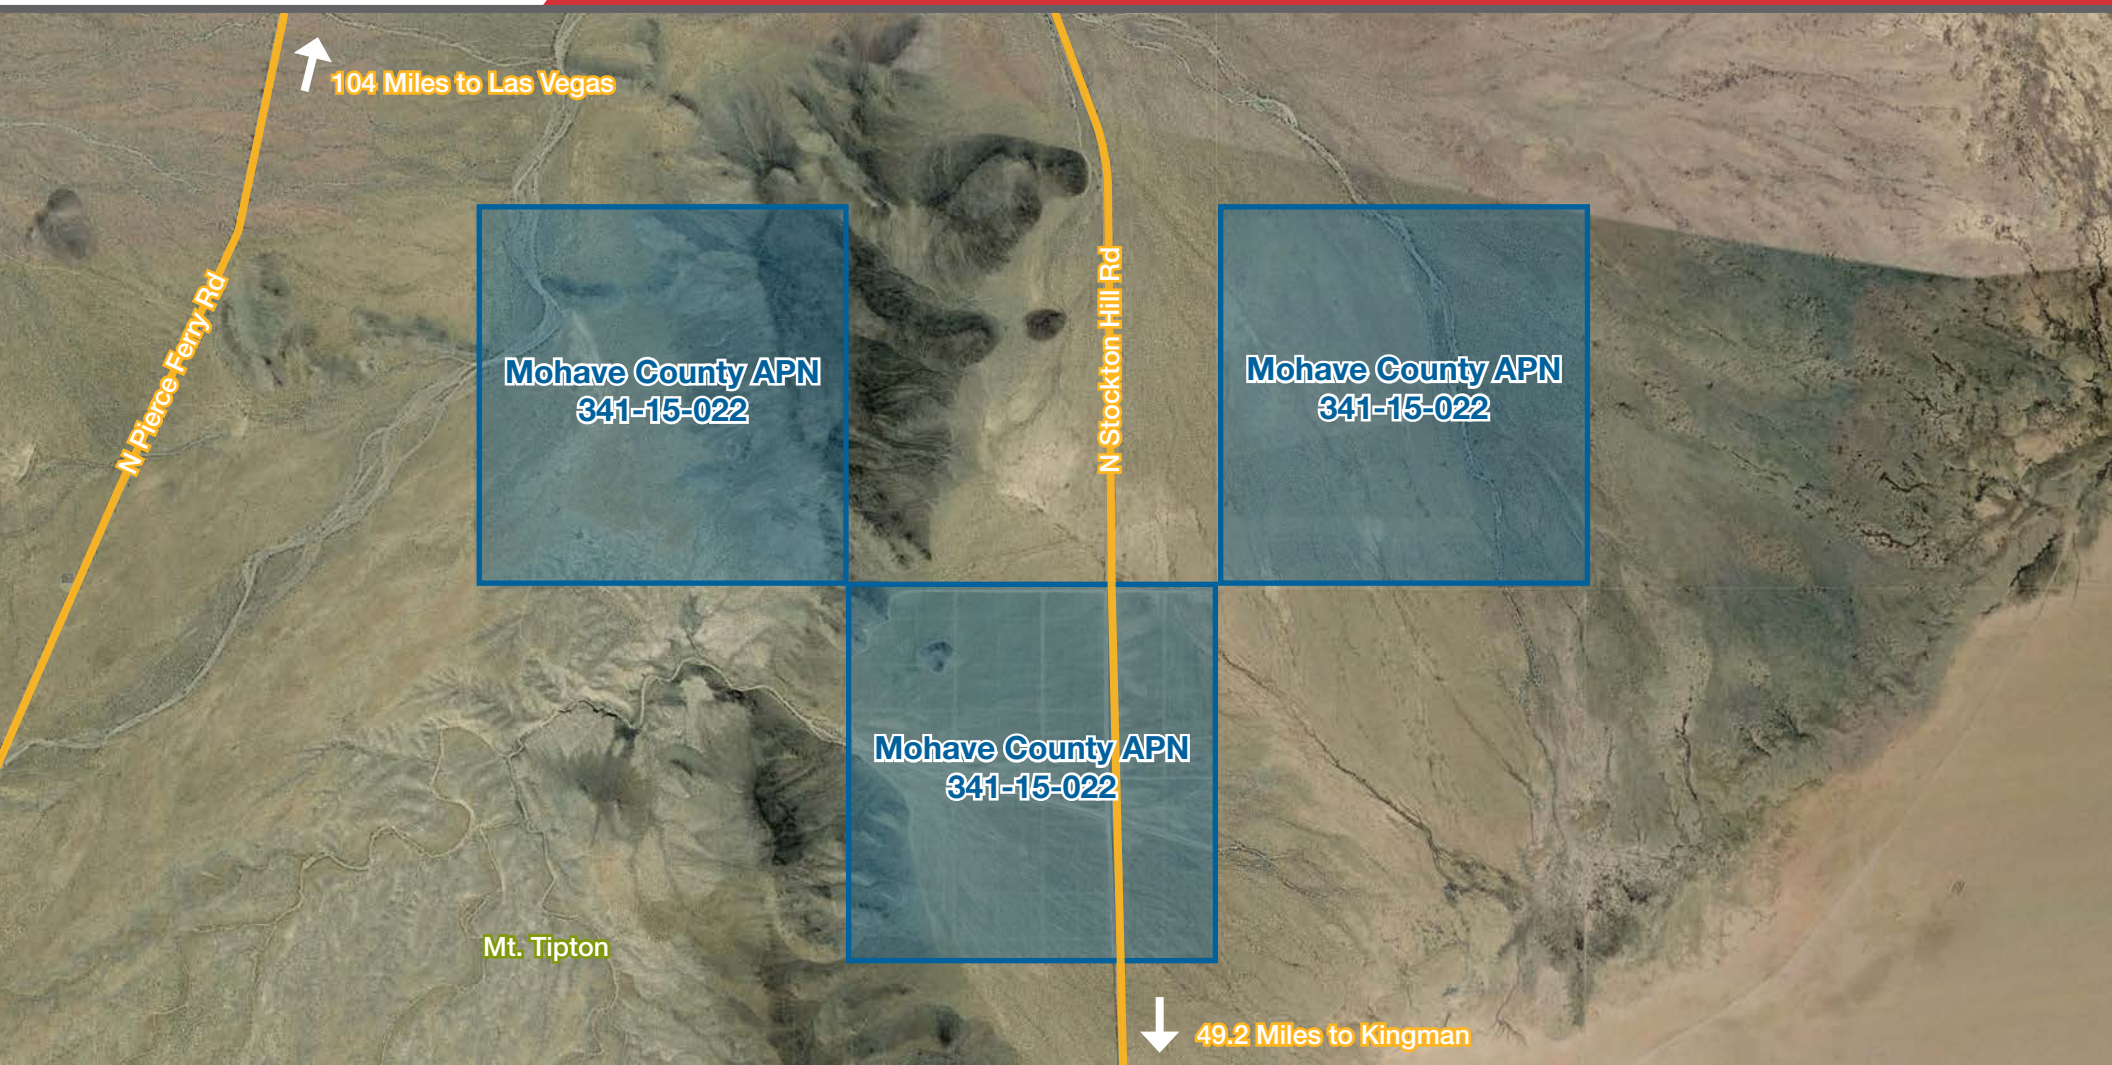 104 Miles to Las Vegas
N Pierce Ferry Rd
N Stockton Hill Rd
Mohave County APN
341-15-022
Mohave County APN
341-15-022
Mohave County APN
341-15-022
Mt. Tipton
49.2 Miles to Kingman